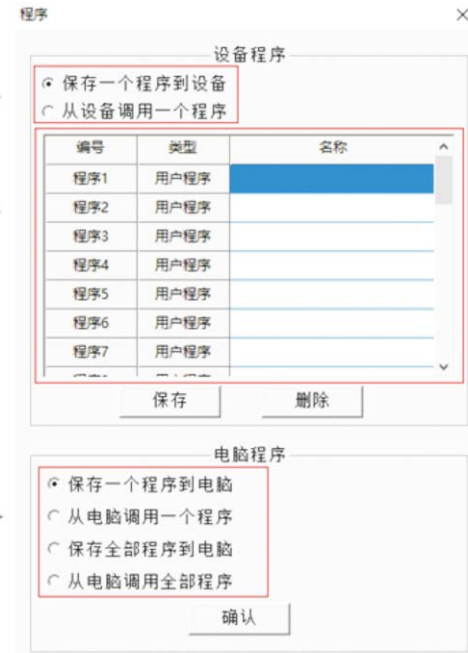 程序
设备程序
保存一个程序到设备
从设备调用一个程序
编号 类型 名称
程序1 用户程序
程序2 用户程序
程序3 用户程序
程序4 用户程序
程序5 用户程序
程序6 用户程序
程序7 用户程序
保存 删除
电脑程序
保存一个程序到电脑
从电脑调用一个程序
保存全部程序到电脑
从电脑调用全部程序
确认